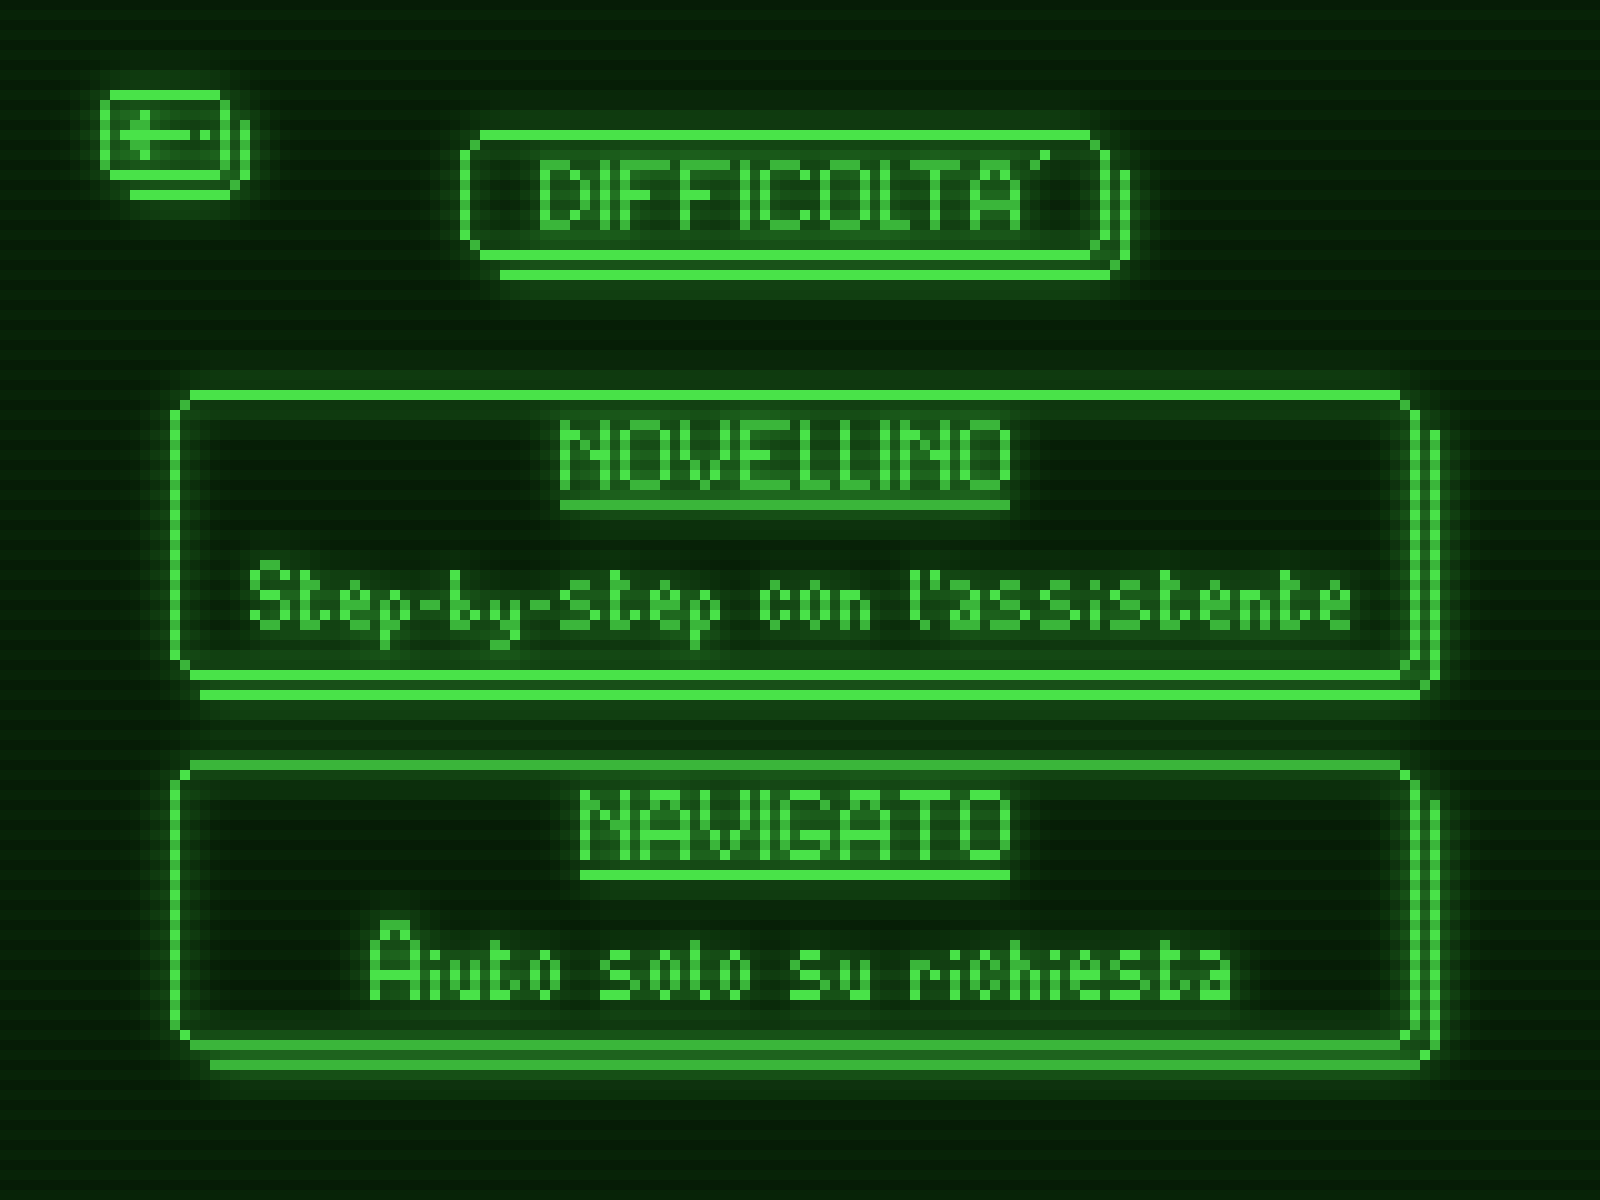 DIFFICOLTA´
NOVELLINO
Step-by-step con l'assistente
NAVIGATO
Aiuto solo su richiesta